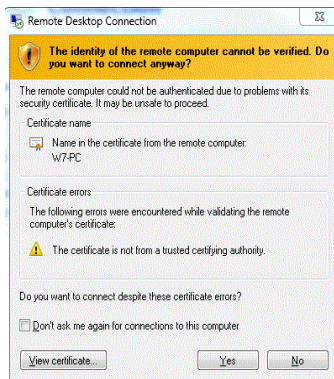 Remote Desktop Connection
The identity of the remote computer cannot be verified. Do
you want to connect anyway?
The remote computer could not be authenticated due to problems with its
security certificate. It may be unsafe to proceed.
Certificate name
Name in the certificate from the remote computer:
W7-PC
Certificate errors
The following errors were encountered while validating the remote
computer's certificate:
The certificate is not from a trusted certifying authority.
Do you want to connect despite these certificate errors?
Don't ask me again for connections to this computer
View certificate...
Yes
No